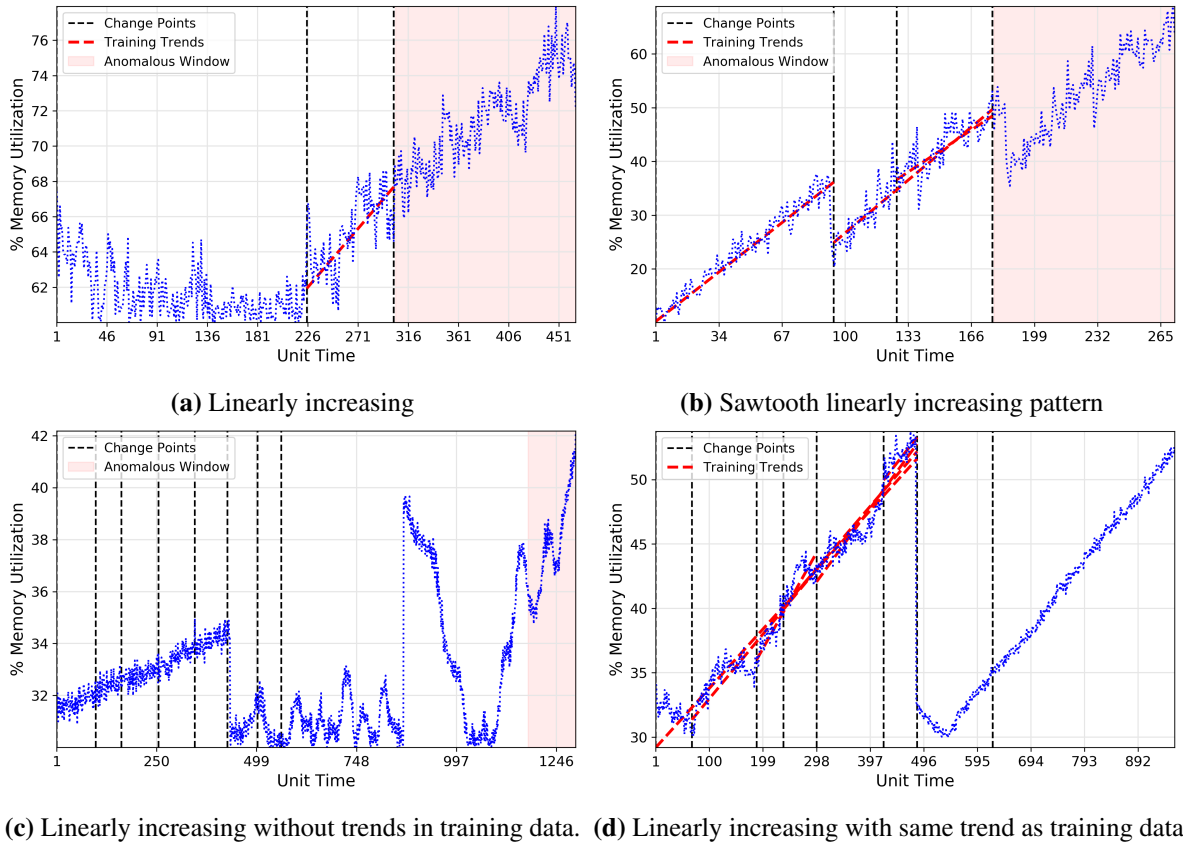 76
74
72
70
68
66
64
62
% Memory Utilization
Change Points
Training Trends
Anomalous Window
1 46 91 136 181 226 271 316 361 406 451
Unit Time
(a) Linearly increasing
60
50
40
30
20
% Memory Utilization
Change Points
Training Trends
Anomalous Window
1 34 67 100 133 166 199 232 265
Unit Time
(b) Sawtooth linearly increasing pattern
42
40
38
36
34
32
% Memory Utilization
Change Points
Anomalous Window
1 250 499 748 997 1246
Unit Time
(c) Linearly increasing without trends in training data.
50
45
40
35
30
% Memory Utilization
Change Points
Training Trends
1 100 199 298 397 496 595 694 793 892
Unit Time
(d) Linearly increasing with same trend as training data